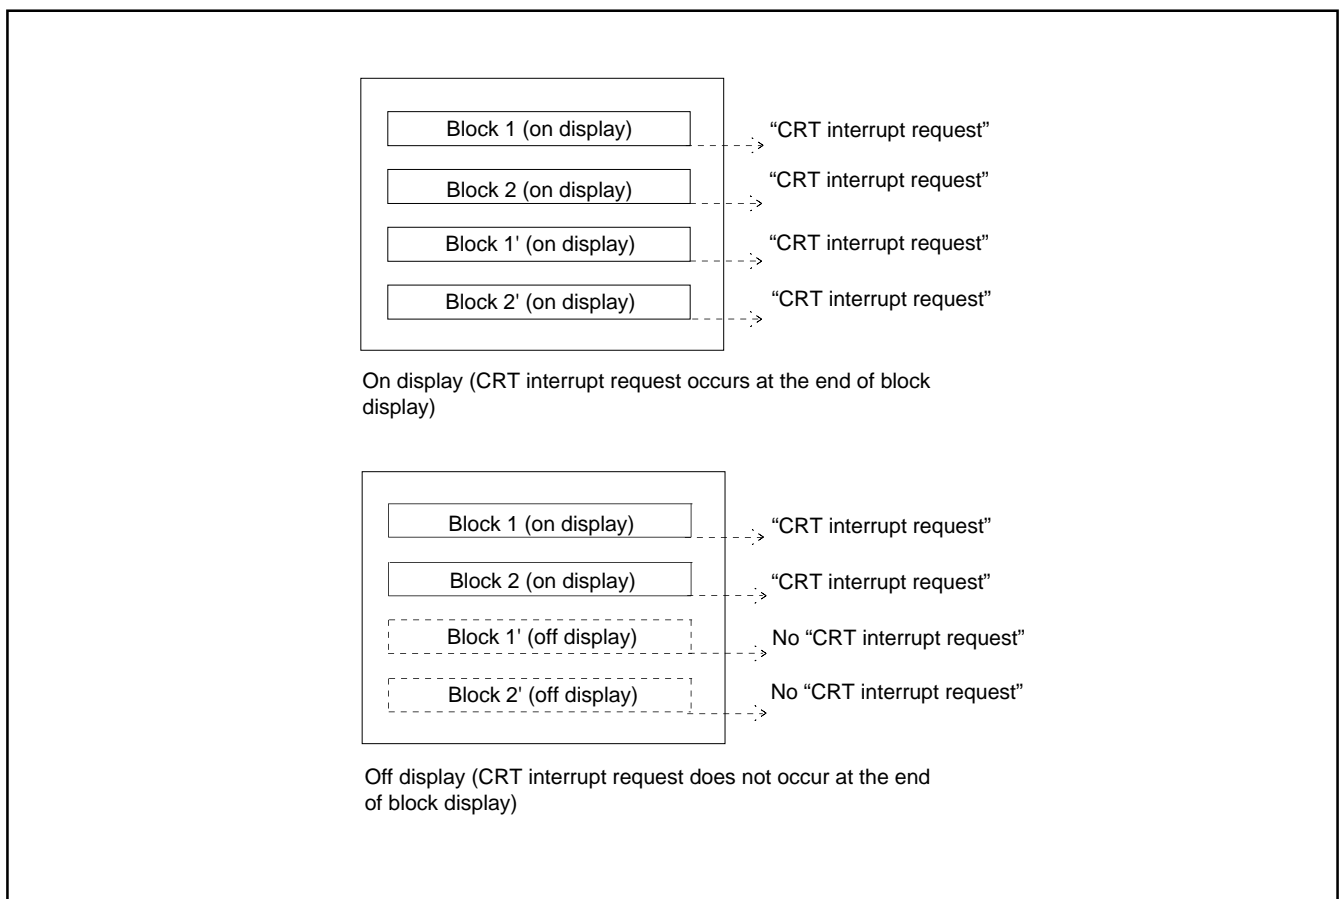 Block 1 (on display)
“CRT interrupt request”
Block 2 (on display)
“CRT interrupt request”
Block 1' (on display)
“CRT interrupt request”
Block 2' (on display)
“CRT interrupt request”
On display (CRT interrupt request occurs at the end of block
display)
Block 1 (on display)
“CRT interrupt request”
Block 2 (on display)
“CRT interrupt request”
Block 1' (off display)
No “CRT interrupt request”
Block 2' (off display)
No “CRT interrupt request”
Off display (CRT interrupt request does not occur at the end
of block display)